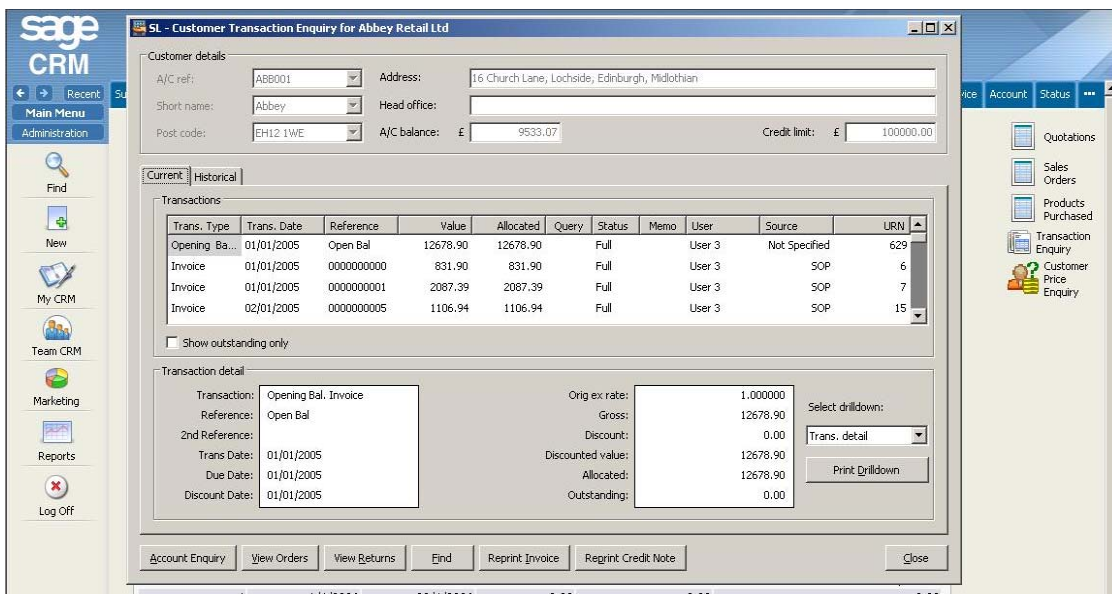 sage
CRM
Recent
Main Menu
Administration
Find
New
My CRM
Team CRM
Marketing
Reports
Log Off
SL - Customer Transaction Enquiry for Abbey Retail Ltd
Customer details
A/C ref: ABB001 Address: 16 Church Lane, Lochside, Edinburgh, Midlothian
Short name: Abbey Head office:
Post code: EH12 1WE A/C balance: £ 9533.07 Credit limit: £ 100000.00
Current Historical
Transactions
Trans. Type Trans. Date Reference Value Allocated Query Status Memo User Source URN
Opening Ba... 01/01/2005 Open Bal 12678.90 12678.90 Full User 3 Not Specified 629
Invoice 01/01/2005 0000000000 831.90 831.90 Full User 3 SOP 6
Invoice 01/01/2005 0000000001 2087.39 2087.39 Full User 3 SOP 7
Invoice 02/01/2005 0000000005 1106.94 1106.94 Full User 3 SOP 15
Show outstanding only
Transaction detail
Transaction: Opening Bal. Invoice Orig ex rate: 1.000000
Reference: Open Bal Gross: 12678.90
2nd Reference: Discount: 0.00
Trans Date: 01/01/2005 Discounted value: 12678.90
Due Date: 01/01/2005 Allocated: 12678.90
Discount Date: 01/01/2005 Outstanding: 0.00
Select drilldown:
Trans. detail
Print Drilldown
Account Enquiry View Orders View Returns Find Reprint Invoice Reprint Credit Note Close
Account Status
Quotations
Sales
Orders
Products
Purchased
Transaction
Enquiry
Customer
Price
Enquiry